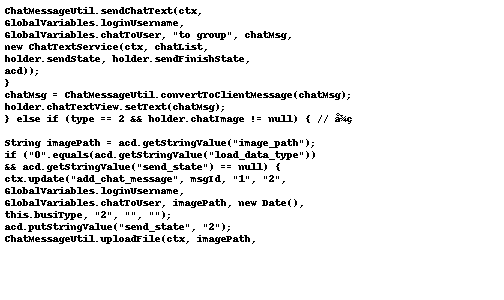 ChatMessageUtil.sendChatText(ctx,
GlobalVariables.loginUsername,
GlobalVariables.chatToUser, "to group", chatMsg,
new ChatTextService(ctx, chatList,
holder.sendState, holder.sendFinishState,
acd));
}
chatMsg = ChatMessageUtil.convertToClientMessage(chatMsg);
holder.chatTextView.setText(chatMsg);
} else if (type == 2 && holder.chatImage != null) { //
String imagePath = acd.getStringValue("image_path");
if ("0".equals(acd.getStringValue("load_data_type"))
&& acd.getStringValue("send_state") == null) {
ctx.update("add_chat_message", msgId, "1", "2",
GlobalVariables.loginUsername,
GlobalVariables.chatToUser, imagePath, new Date(),
this.busiType, "2", "", "");
acd.putStringValue("send_state", "2");
ChatMessageUtil.uploadFile(ctx, imagePath,